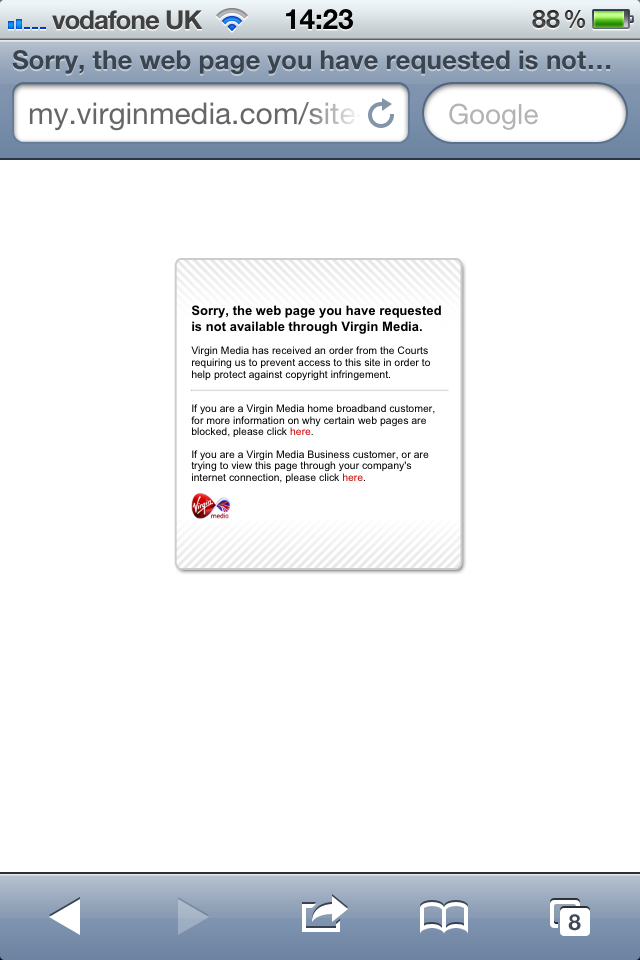 vodafone UK 14:23 88 %
Sorry, the web page you have requested is not...
my.virginmedia.com/site
Google
Sorry, the web page you have requested
is not available through Virgin Media.
Virgin Media has received an order from the Courts
requiring us to prevent access to this site in order to
help protect against copyright infringement.
If you are a Virgin Media home broadband customer,
for more information on why certain web pages are
blocked, please click here.
If you are a Virgin Media Business customer, or are
trying to view this page through your company's
internet connection, please click here.
Virgin
media
8